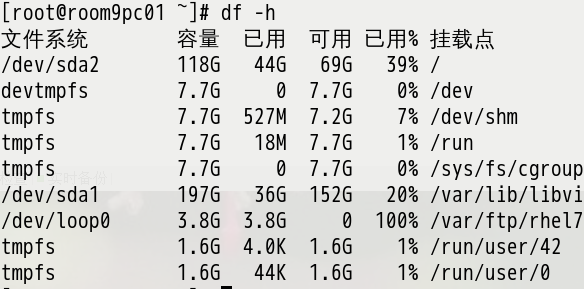 [root@room9pc01 ~]# df -h
文件系统 容量 已用 可用 已用% 挂载点
/dev/sda2 118G 44G 69G 39% /
devtmpfs 7.7G 0 7.7G 0% /dev
tmpfs 7.7G 527M 7.2G 7% /dev/shm
tmpfs 7.7G 18M 7.7G 1% /run
tmpfs 7.7G 0 7.7G 0% /sys/fs/cgroup
/dev/sda1 197G 36G 152G 20% /var/lib/libvi
/dev/loop0 3.8G 3.8G 0 100% /var/ftp/rhel7
tmpfs 1.6G 4.0K 1.6G 1% /run/user/42
tmpfs 1.6G 44K 1.6G 1% /run/user/0